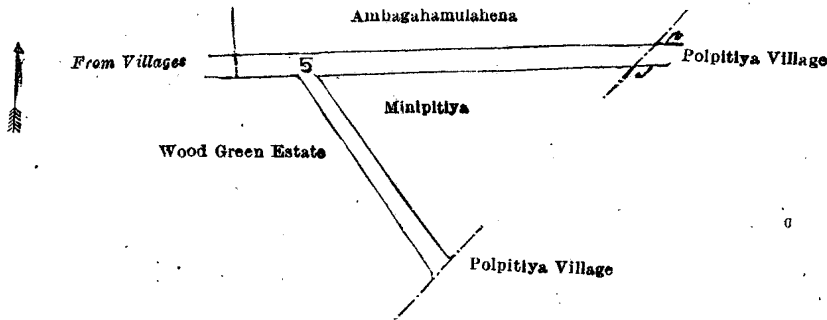 Ambagahamulahena
From Villages
5
Polpitiya Village
Minipitiya
Wood Green Estate
Polpitiya Village